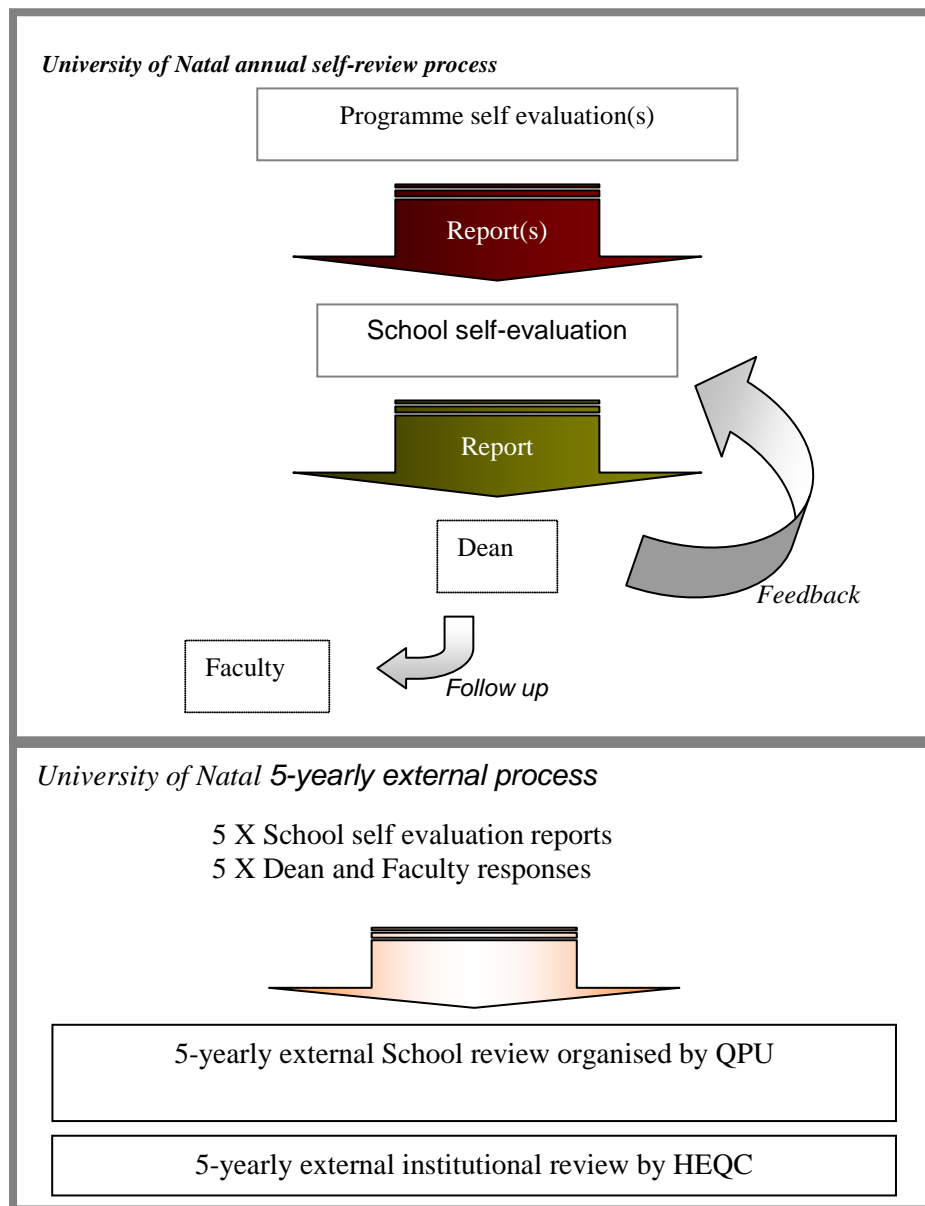 University of Natal annual self-review process
Programme self evaluation(s)
Report(s)
School self-evaluation
Report
Dean
Feedback
Faculty
Follow up
University of Natal 5-yearly external process
5 X School self evaluation reports
5 X Dean and Faculty responses
5-yearly external School review organised by QPU
5-yearly external institutional review by HEQC